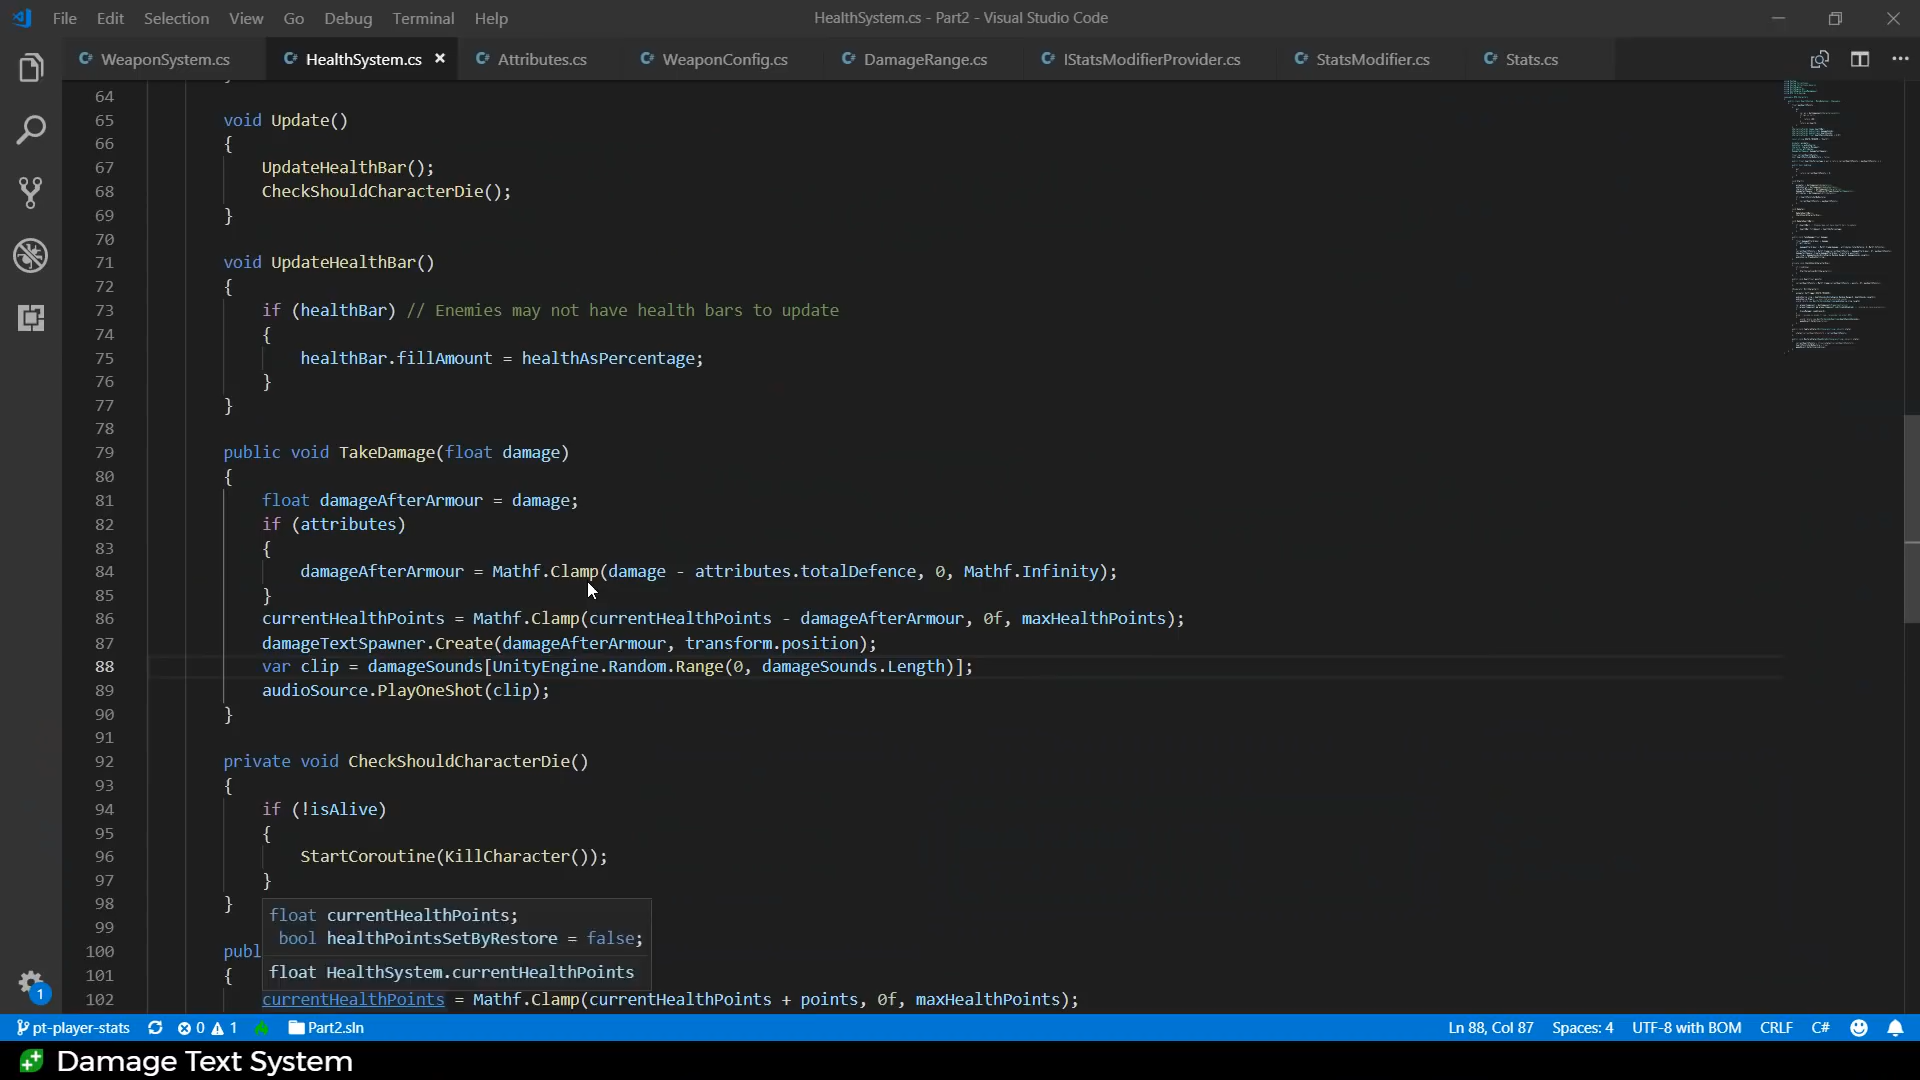 File Edit Selection View Go Debug Terminal Help
HealthSystem.cs - Part2 - Visual Studio Code
WeaponSystem.cs HealthSystem.cs × Attributes.cs WeaponConfig.cs DamageRange.cs IStatsModifierProvider.cs StatsModifier.cs Stats.cs
64
65 void Update()
66 {
67 UpdateHealthBar();
68 CheckShouldCharacterDie();
69 }
70
71 void UpdateHealthBar()
72 {
73 if (healthBar) // Enemies may not have health bars to update
74 {
75 healthBar.fillAmount = healthAsPercentage;
76 }
77 }
78
79 public void TakeDamage(float damage)
80 {
81 float damageAfterArmour = damage;
82 if (attributes)
83 {
84 damageAfterArmour = Mathf.Clamp(damage - attributes.totalDefence, 0, Mathf.Infinity);
85 }
86 currentHealthPoints = Mathf.Clamp(currentHealthPoints - damageAfterArmour, 0f, maxHealthPoints);
87 damageTextSpawner.Create(damageAfterArmour, transform.position);
88 var clip = damageSounds[UnityEngine.Random.Range(0, damageSounds.Length)];
89 audioSource.PlayOneShot(clip);
90 }
91
92 private void CheckShouldCharacterDie()
93 {
94 if (!isAlive)
95 {
96 StartCoroutine(KillCharacter());
97 }
98 }
float currentHealthPoints;
99
bool healthPointsSetByRestore = false;
100 publ
float HealthSystem.currentHealthPoints
101 {
102 currentHealthPoints = Mathf.Clamp(currentHealthPoints + points, 0f, maxHealthPoints);
1
pt-player-stats 0 1 Part2.sln Ln 88, Col 87 Spaces: 4 UTF-8 with BOM CRLF C#
Damage Text System